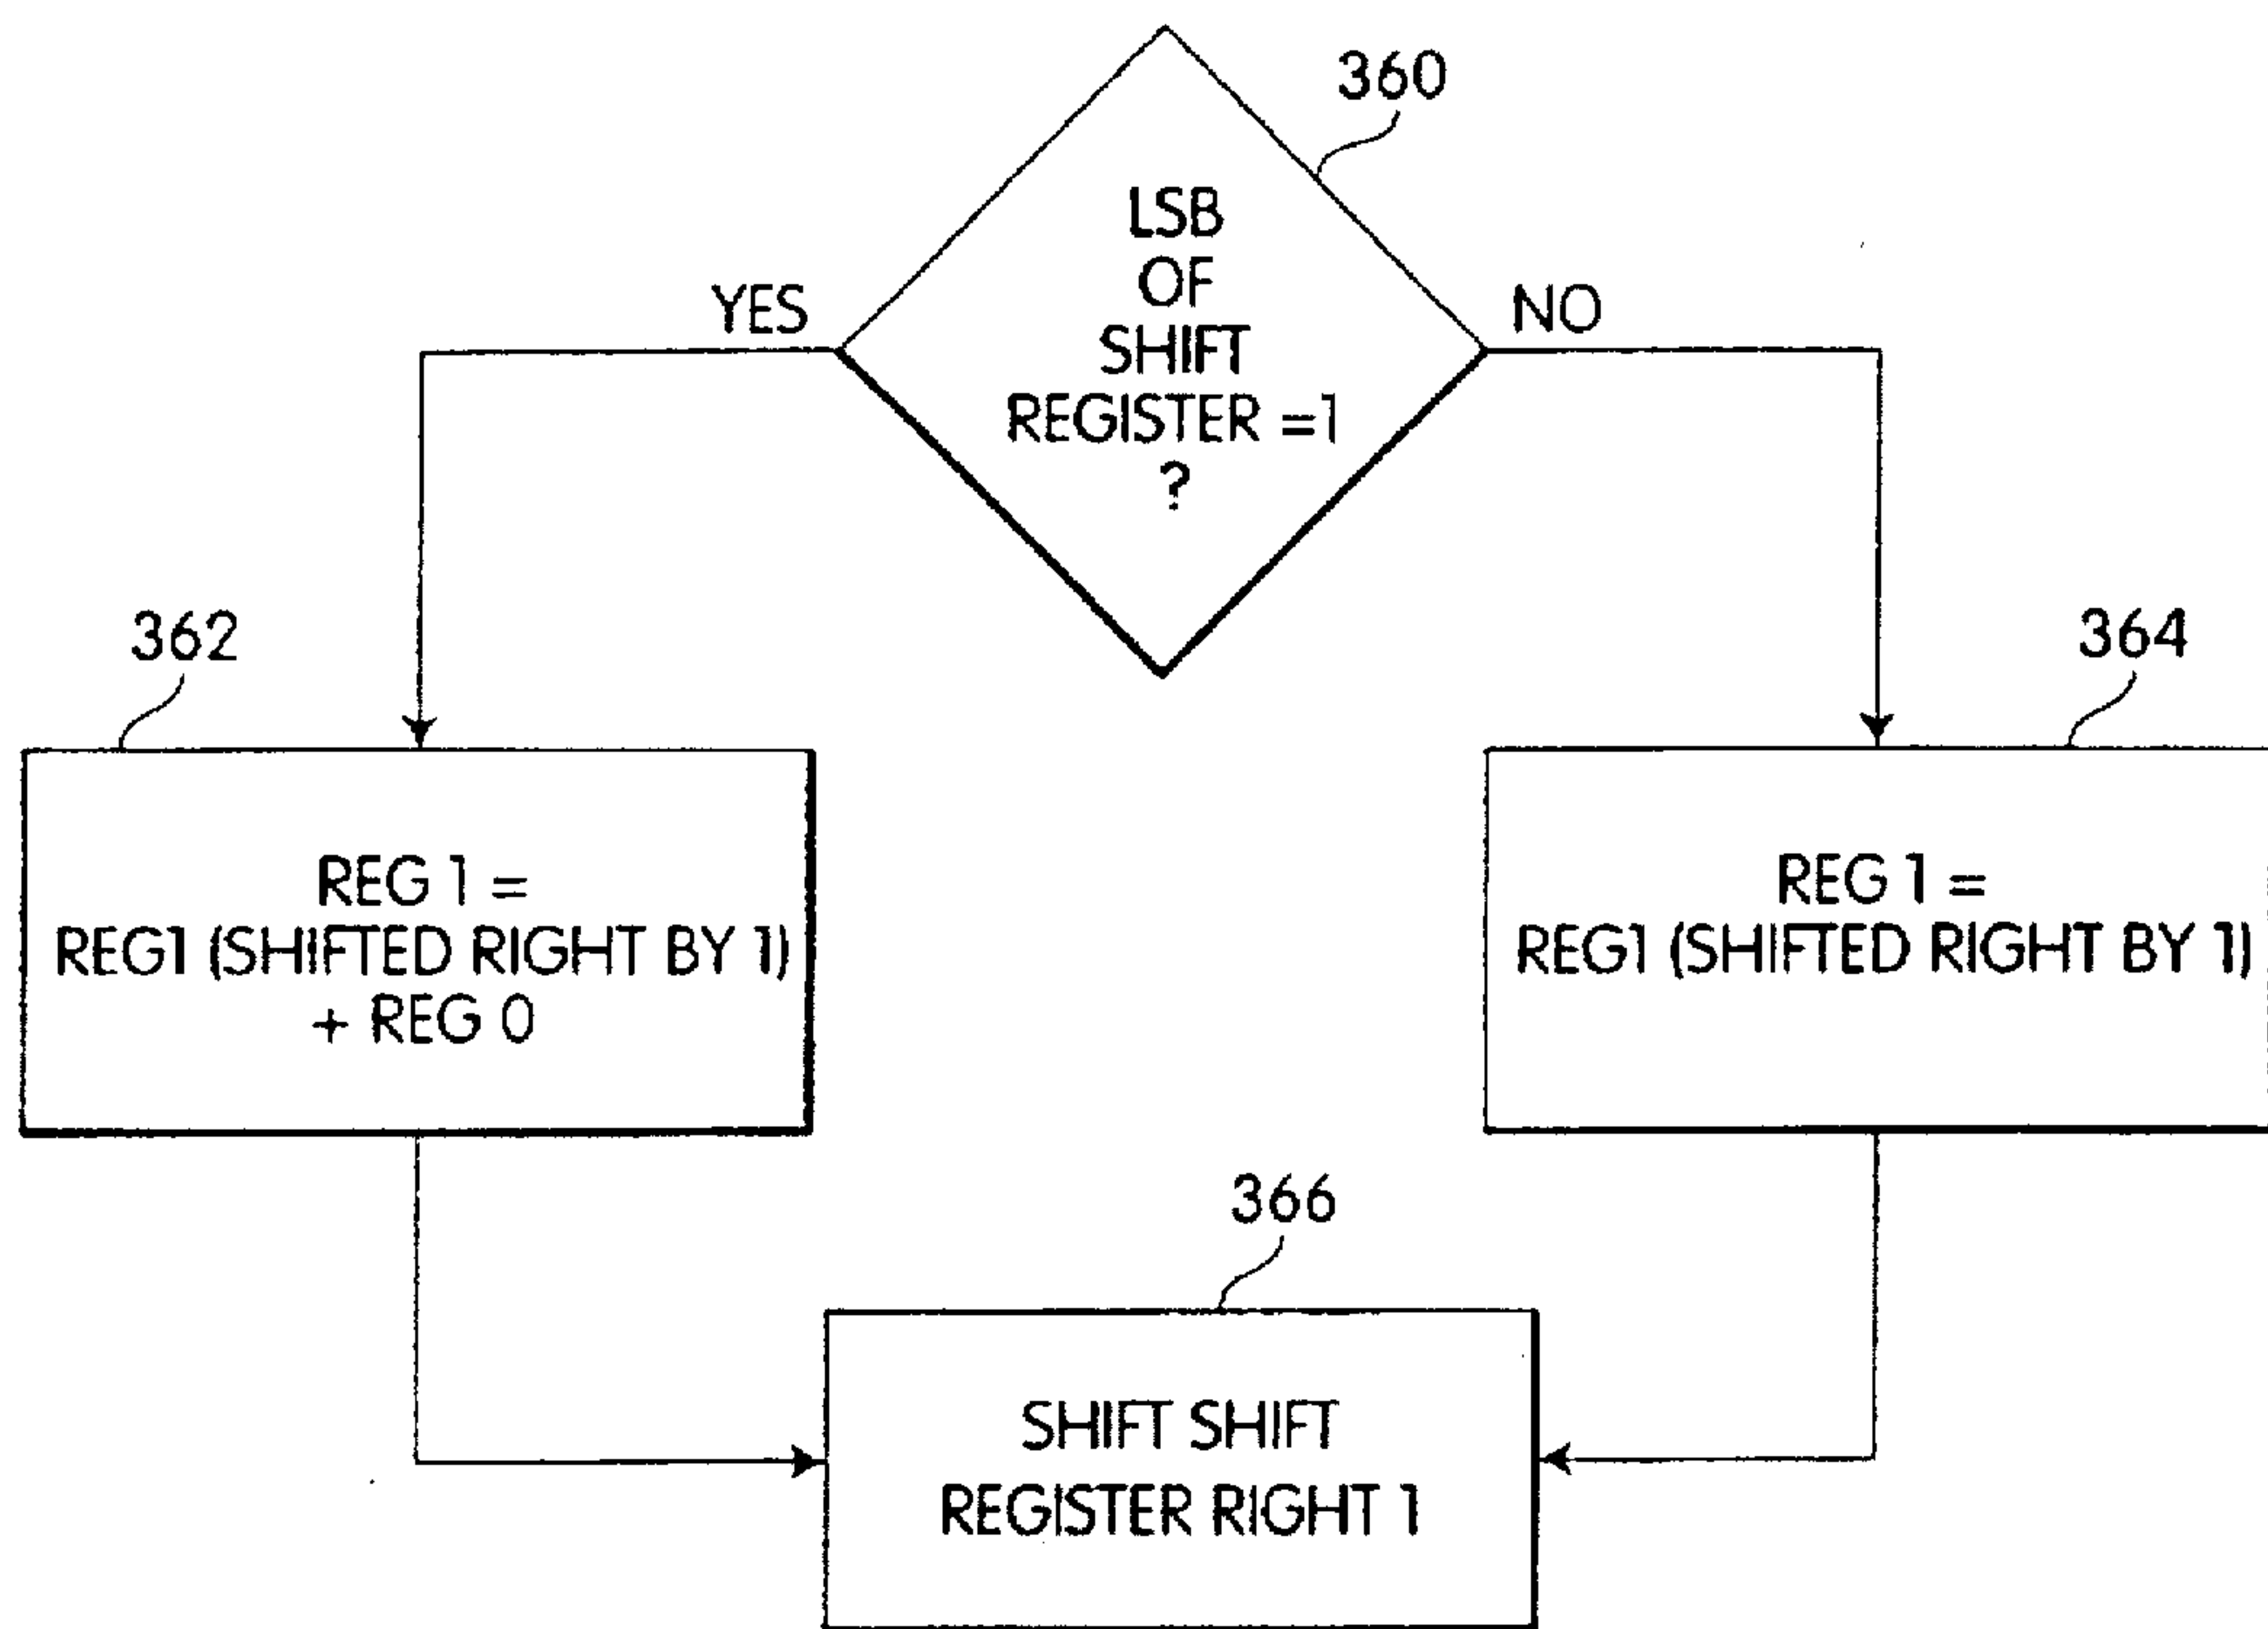 360
LSB
OF
SHIFT
REGISTER =1
?
YES
NO
362
364
REG 1 =
REG1 (SHIFTED RIGHT BY 1)
+ REG 0
REG 1 =
REG1 (SHIFTED RIGHT BY 1)
366
SHIFT SHIFT
REGISTER RIGHT 1